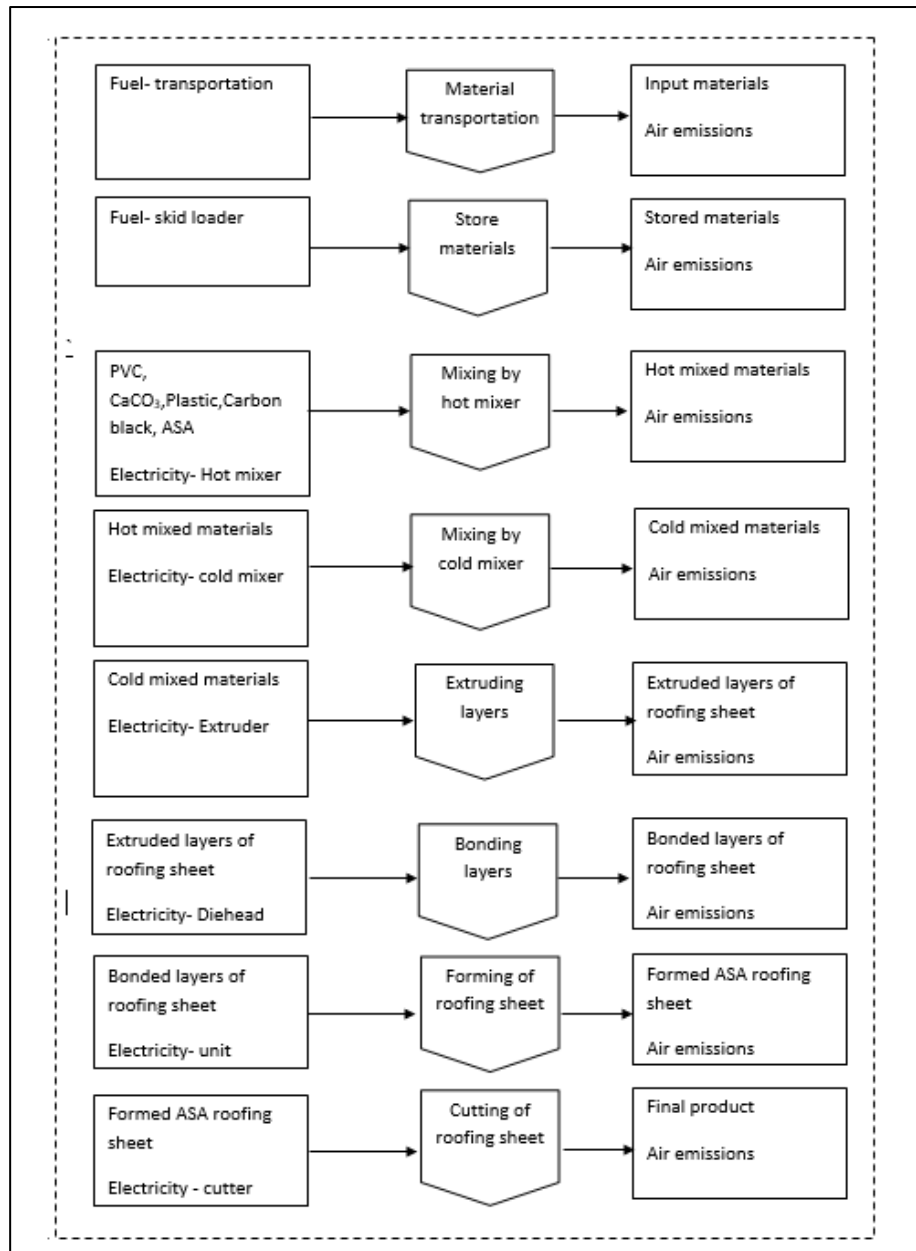 Fuel- transportation
Material
transportation
Input materials
Air emissions
Fuel- skid loader
Store
materials
Stored materials
Air emissions
PVC,
CaCO₃,Plastic,Carbon
black, ASA
Electricity- Hot mixer
Mixing by
hot mixer
Hot mixed materials
Air emissions
Hot mixed materials
Electricity- cold mixer
Mixing by
cold mixer
Cold mixed materials
Air emissions
Cold mixed materials
Electricity- Extruder
Extruding
layers
Extruded layers of
roofing sheet
Air emissions
Extruded layers of
roofing sheet
Electricity- Diehead
Bonding
layers
Bonded layers of
roofing sheet
Air emissions
Bonded layers of
roofing sheet
Electricity- unit
Forming of
roofing sheet
Formed ASA roofing
sheet
Air emissions
Formed ASA roofing
sheet
Electricity - cutter
Cutting of
roofing sheet
Final product
Air emissions